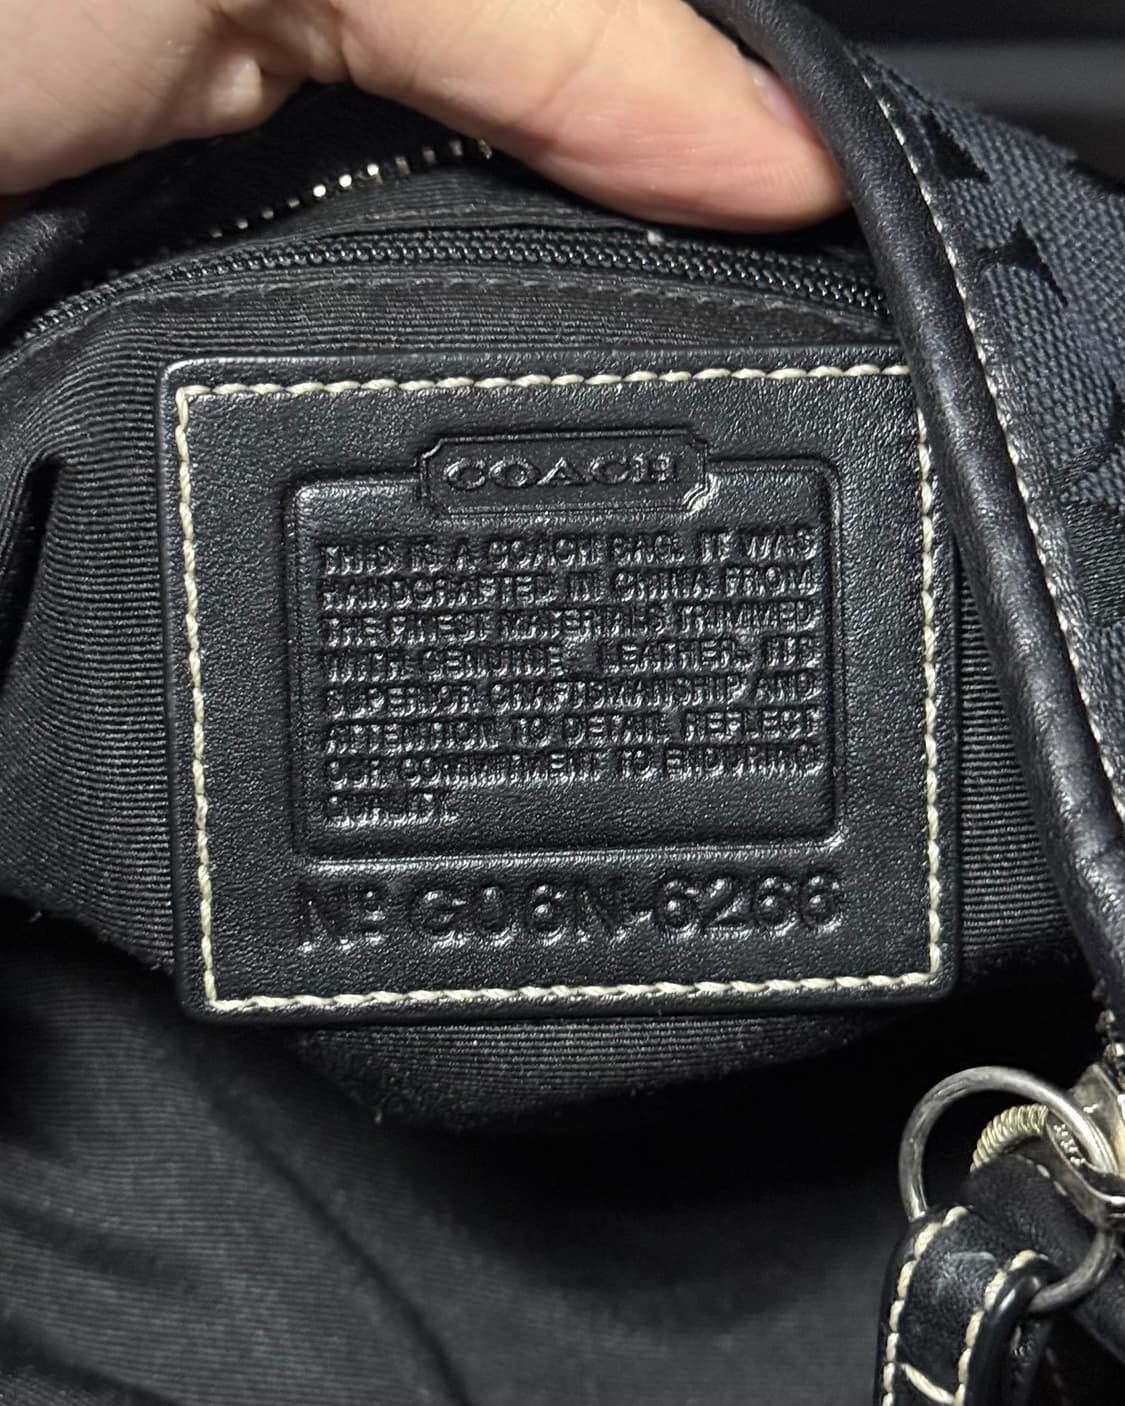 COACH
THIS IS A COACH BAG. IT WAS
HANDCRAFTED IN CHINA FROM
THE FINEST MATERIALS TRIMMED
WITH GENUINE LEATHER. ITS
SUPERIOR CRAFTSMANSHIP AND
ATTENTION TO DETAIL REFLECT
OUR COMMITMENT TO ENDURING
QUALITY.
Nº G06N-6266